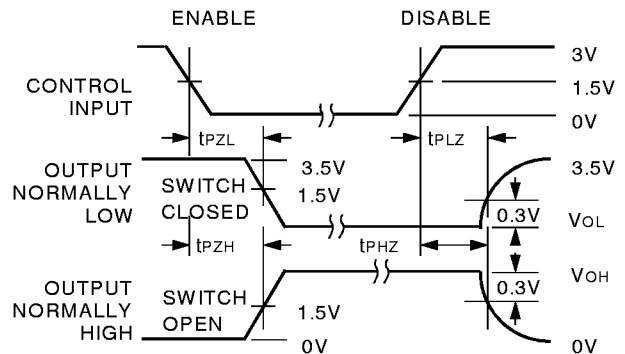 ENABLE DISABLE
3V
CONTROL INPUT
1.5V
0V
tPZL tPLZ
OUTPUT NORMALLY LOW
SWITCH CLOSED
3.5V
1.5V
3.5V
0.3V
VOL
tPZH tPHZ
OUTPUT NORMALLY HIGH
SWITCH OPEN
1.5V
0V
VOH
0.3V
0V